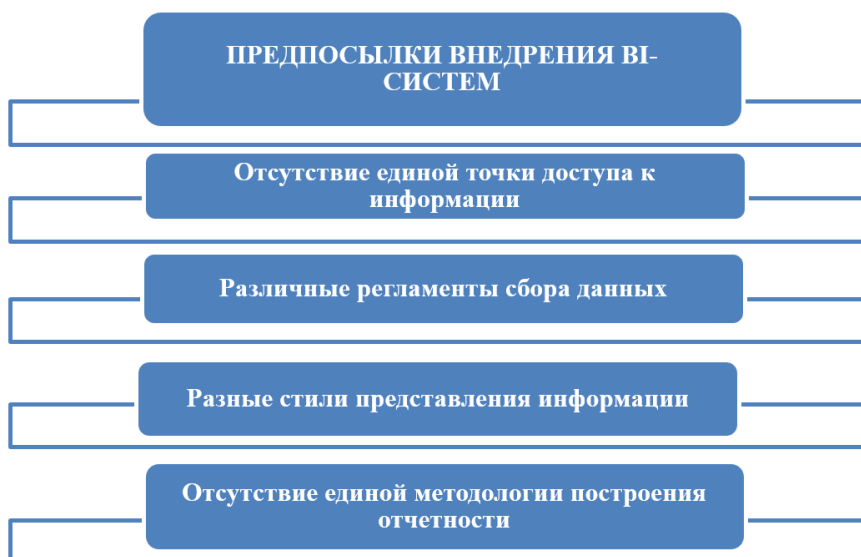 ПРЕДПОСЫЛКИ ВНЕДРЕНИЯ BI-
СИСТЕМ
Отсутствие единой точки доступа к
информации
Различные регламенты сбора данных
Разные стили представления информации
Отсутствие единой методологии построения
отчетности